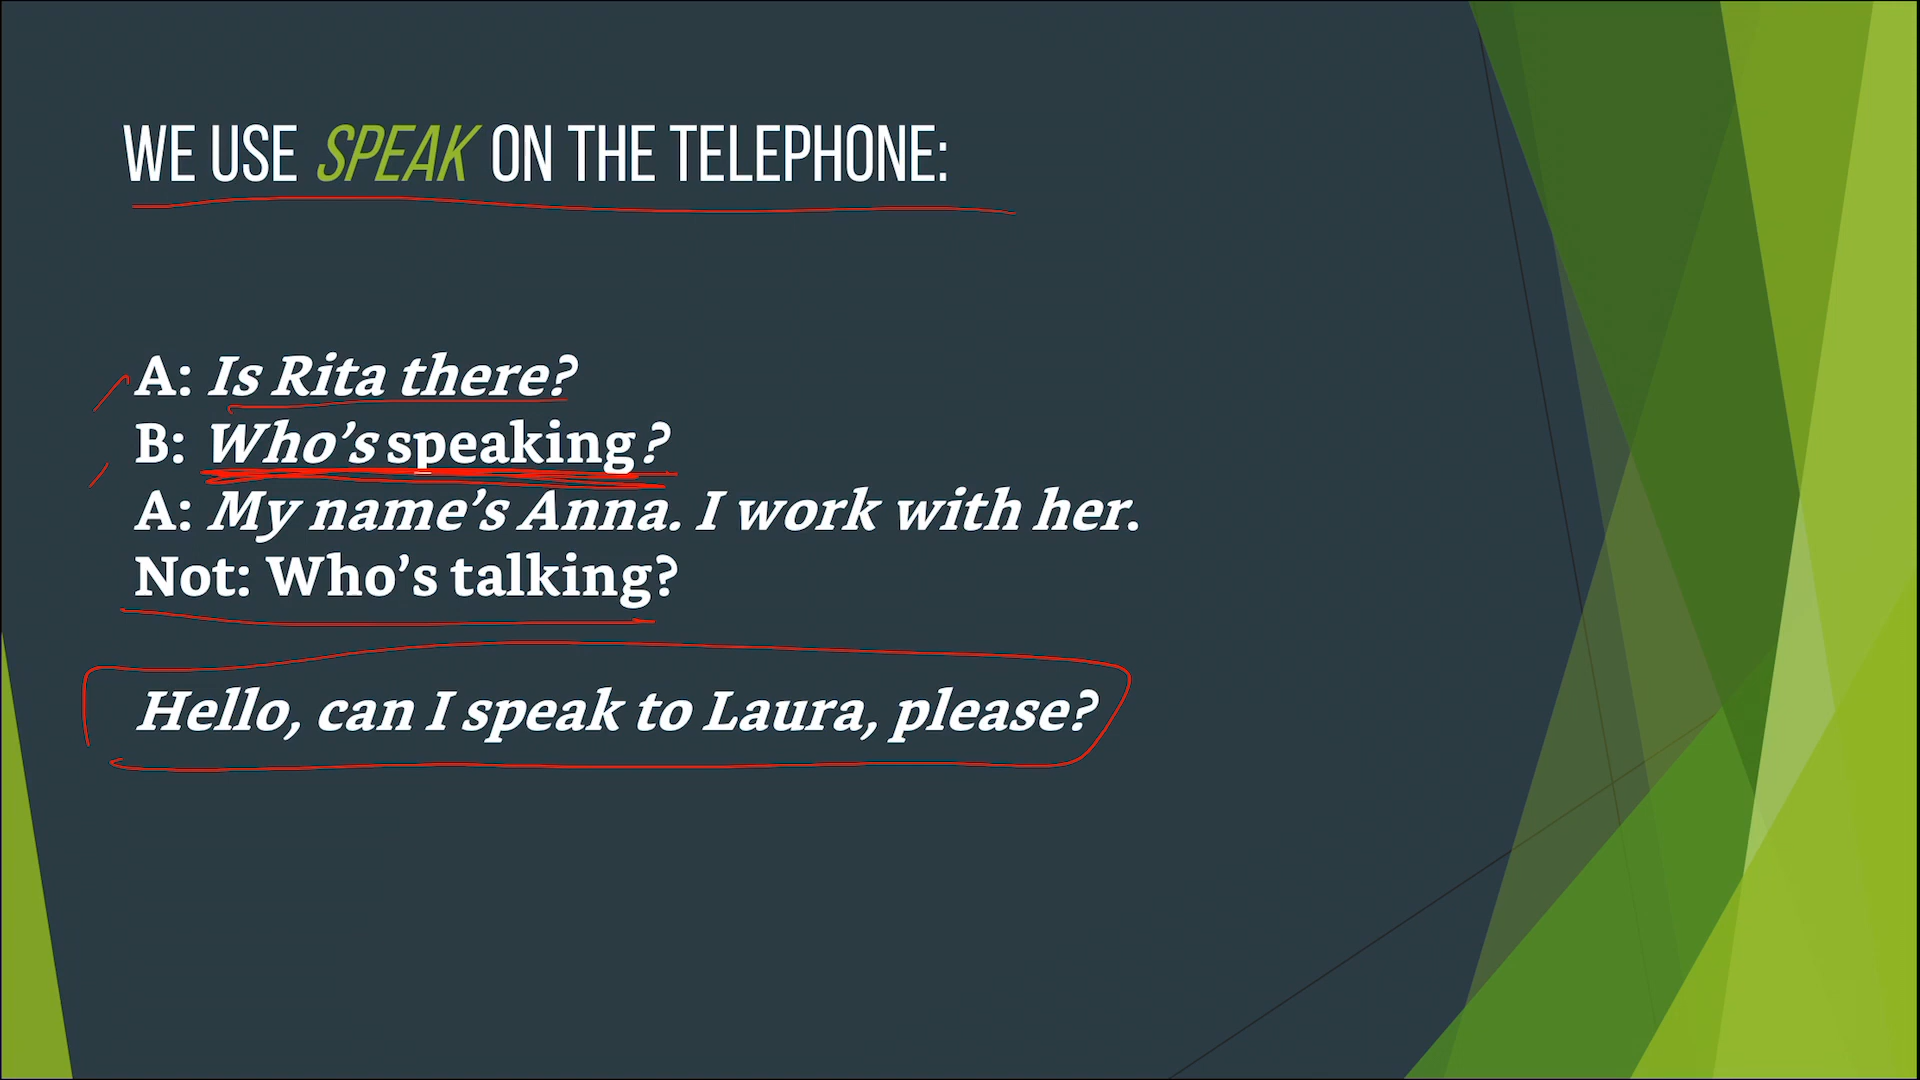 WE USE SPEAK ON THE TELEPHONE:
A: Is Rita there?
B: Who’s speaking?
A: My name’s Anna. I work with her.
Not: Who’s talking?
Hello, can I speak to Laura, please?